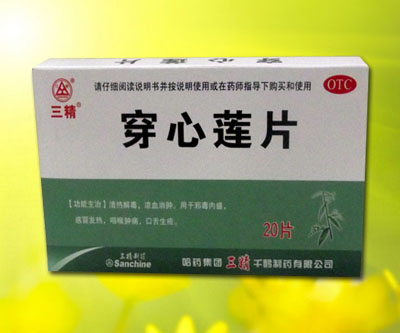 请仔细阅读说明书并按说明使用或在药师指导下购买和使用
OTC
三精®
穿心莲片
【功能主治】清热解毒，凉血消肿。用于邪毒内盛，
感冒发热，咽喉肿痛，口舌生疮。
20片
三精制药
Sanchine
哈药集团 三精 千鹤制药有限公司